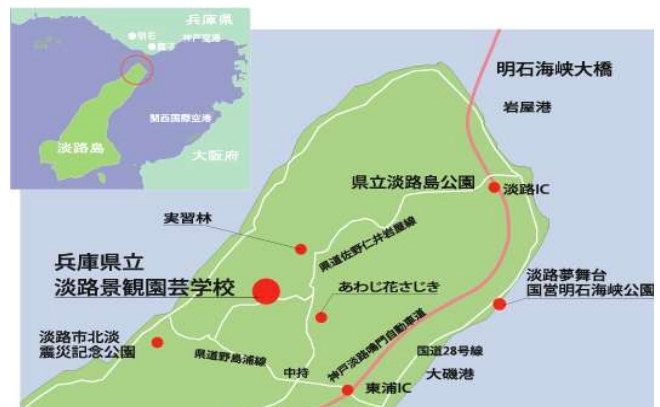 兵庫県
明石
舞子
神戸空港
関西国際空港
淡路島
大阪府
明石海峡大橋
岩屋港
県立淡路島公園
淡路IC
実習林
県道佐野仁井岩屋線
兵庫県立
淡路景観園芸学校
あわじ花さじき
淡路夢舞台
国営明石海峡公園
淡路市北淡
震災記念公園
県道野島浦線
中持
神戸淡路鳴門自動車道
国道28号線
大磯港
東浦IC